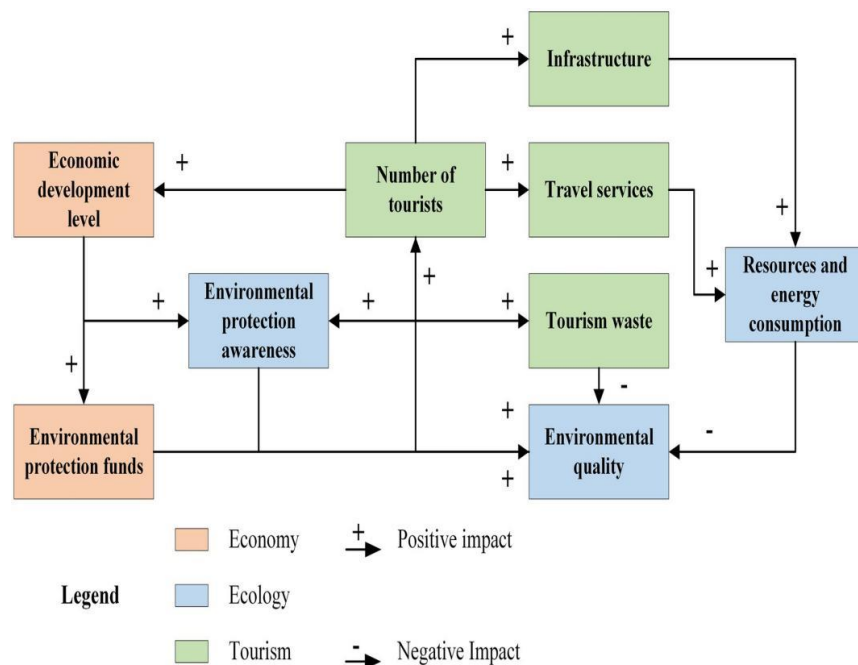 +
Infrastructure
Economic
development
level
+
Number of
tourists
+
Travel services
+
Resources and
energy
consumption
+
+
Environmental
protection
awareness
+
+
+
Tourism waste
+
+
-
Environmental
protection funds
+
+
Environmental
quality
-
Legend
Economy
+
Positive impact
Ecology
Tourism
-
Negative Impact